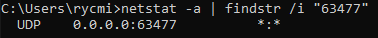 C:\Users\rycmi>netstat -a | findstr /i "63477"
UDP    0.0.0.0:63477          *:*